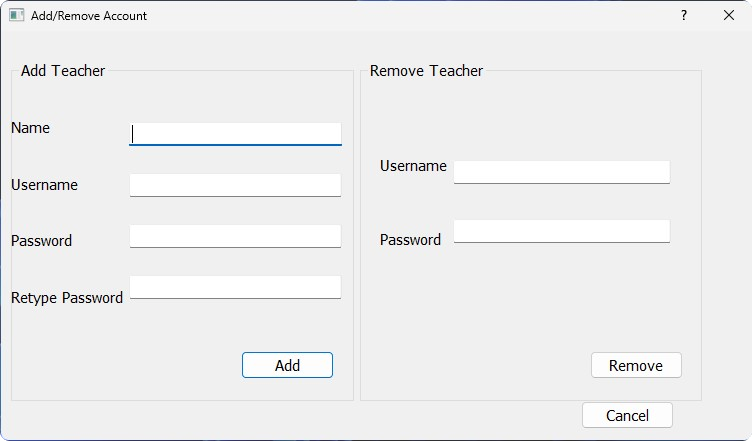 Add/Remove Account
?
Add Teacher
Name
Username
Password
Retype Password
Add
Remove Teacher
Username
Password
Remove
Cancel